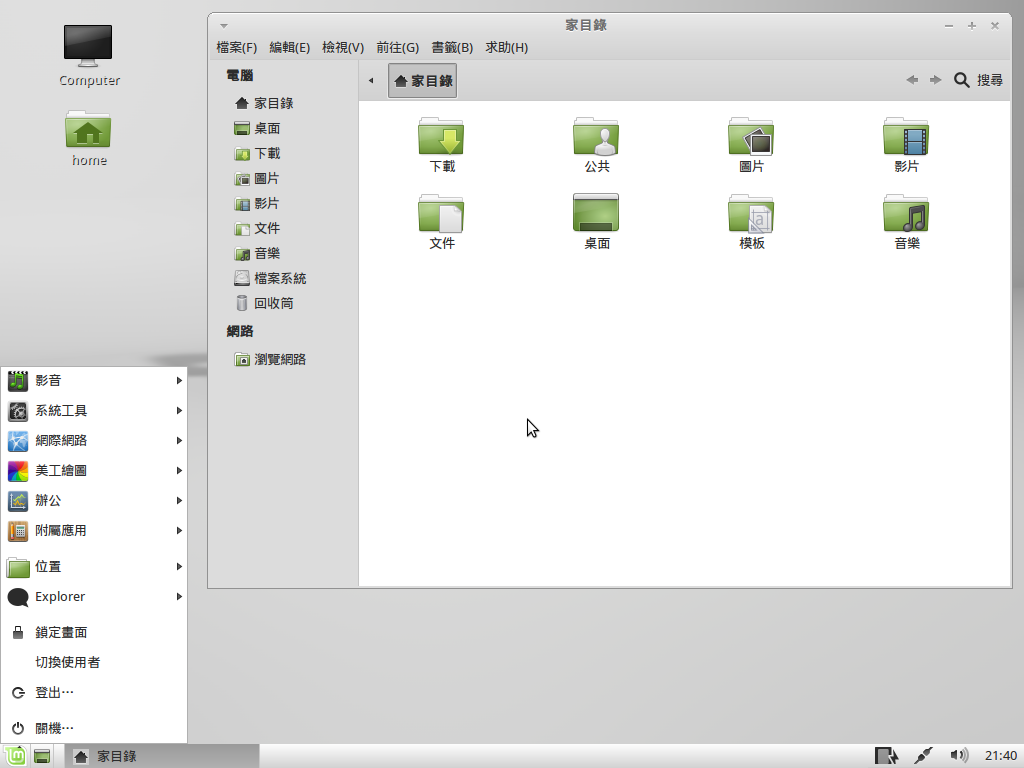 Computer
home
家目錄
檔案(F) 編輯(E) 檢視(V) 前往(G) 書籤(B) 求助(H)
家目錄
搜尋
電腦
家目錄
桌面
下載
圖片
影片
文件
音樂
檔案系統
回收筒
網路
瀏覽網路
下載 公共 圖片 影片
文件 桌面 模板 音樂
影音
系統工具
網際網路
美工繪圖
辦公
附屬應用
位置
Explorer
鎖定畫面
切換使用者
登出…
關機…
家目錄
21:40